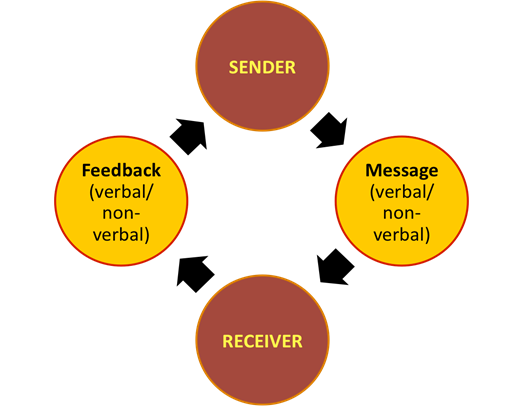 SENDER
Feedback
(verbal/
non-
verbal)
Message
(verbal/
non-
verbal)
RECEIVER